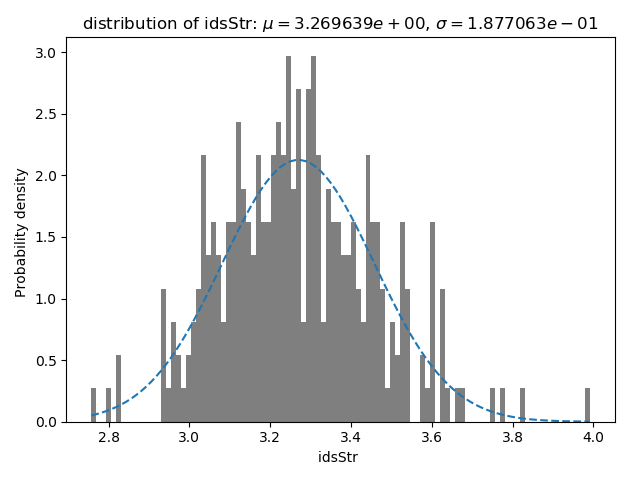 distribution of idsStr: μ = 3.269639e + 00, σ = 1.877063e − 01
3.0
2.5
2.0
1.5
1.0
0.5
0.0
Probability density
2.8 3.0 3.2 3.4 3.6 3.8 4.0
idsStr